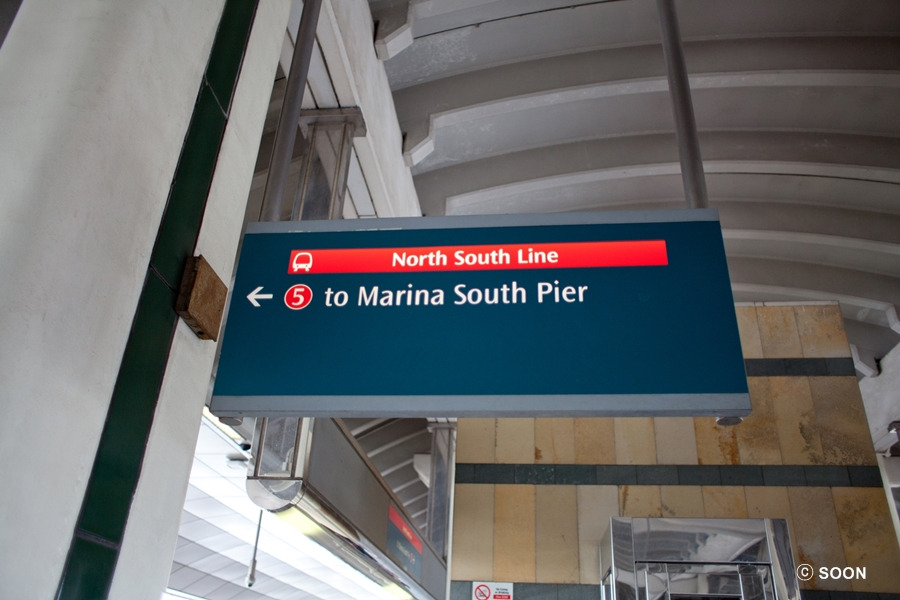 North South Line
← 5 to Marina South Pier
© SOON